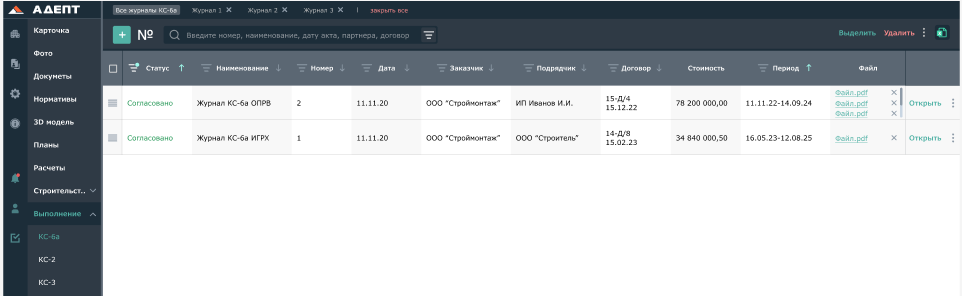 АДЕПТ
Все журналы КС-6а Журнал 1 X Журнал 2 X Журнал 3 X | закрыть все
Карточка
Фото
Докуметы
Нормативы
3D модель
Планы
Расчеты
Строительст..
Выполнение
КС-6а
КС-2
КС-3
+ № Введите номер, наименование, дату акта, партнера, договор Выделить Удалить
Статус ↑ Наименование ↓ Номер ↓ Дата ↓ Заказчик ↓ Подрядчик ↓ Договор ↓ Стоимость Период ↑ Файл
Согласовано Журнал КС-6а ОПРВ 2 11.11.20 ООО “Строймонтаж” ИП Иванов И.И. 15-Д/4 78 200 000,00 11.11.22-14.09.24 Файл.pdf X Открыть
15.12.22 Файл.pdf X
Файл.pdf X
Согласовано Журнал КС-6а ИГРХ 1 11.11.20 ООО “Строймонтаж” ООО “Строитель” 14-Д/8 34 840 000,50 16.05.23-12.08.25 Файл.pdf X Открыть
15.02.23